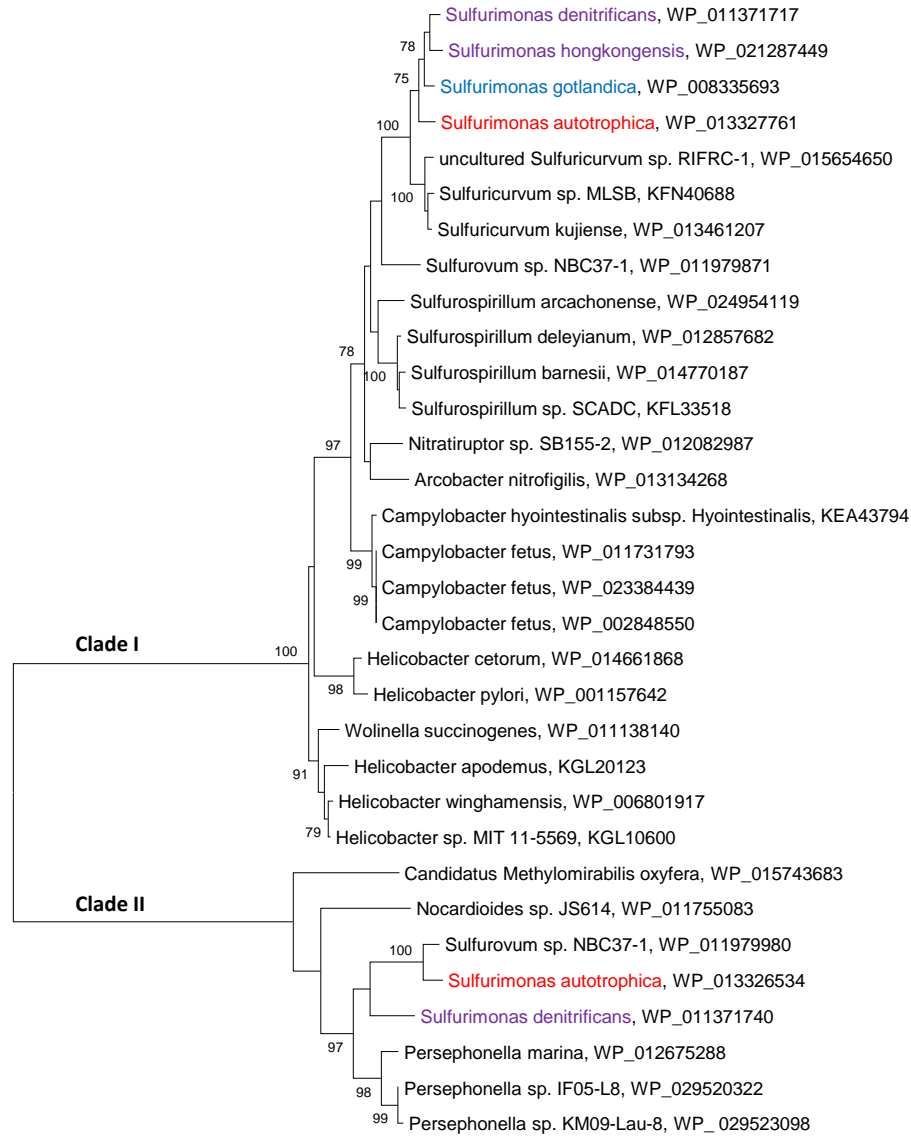 Sulfurimonas denitrificans, WP_011371717
78
Sulfurimonas hongkongensis, WP_021287449
75
Sulfurimonas gotlandica, WP_008335693
100
Sulfurimonas autotrophica, WP_013327761
uncultured Sulfuricurvum sp. RIFRC-1, WP_015654650
100
Sulfuricurvum sp. MLSB, KFN40688
Sulfuricurvum kujiense, WP_013461207
Sulfurovum sp. NBC37-1, WP_011979871
Sulfurospirillum arcachonense, WP_024954119
Sulfurospirillum deleyianum, WP_012857682
78
100
Sulfurospirillum barnesii, WP_014770187
Sulfurospirillum sp. SCADC, KFL33518
97
Nitratiruptor sp. SB155-2, WP_012082987
Arcobacter nitrofigilis, WP_013134268
Campylobacter hyointestinalis subsp. Hyointestinalis, KEA43794
99
Campylobacter fetus, WP_011731793
99
Campylobacter fetus, WP_023384439
Campylobacter fetus, WP_002848550
Clade I
100
Helicobacter cetorum, WP_014661868
98
Helicobacter pylori, WP_001157642
Wolinella succinogenes, WP_011138140
91
Helicobacter apodemus, KGL20123
Helicobacter winghamensis, WP_006801917
79
Helicobacter sp. MIT 11-5569, KGL10600
Candidatus Methylomirabilis oxyfera, WP_015743683
Clade II
Nocardioides sp. JS614, WP_011755083
100
Sulfurovum sp. NBC37-1, WP_011979980
Sulfurimonas autotrophica, WP_013326534
Sulfurimonas denitrificans, WP_011371740
97
Persephonella marina, WP_012675288
98
Persephonella sp. IF05-L8, WP_029520322
99
Persephonella sp. KM09-Lau-8, WP_ 029523098